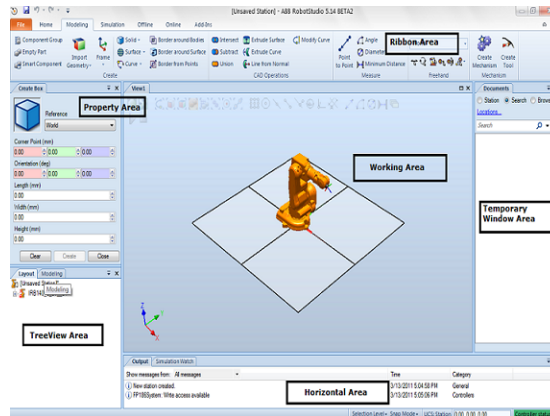 [Unsaved Station] - ABB RobotStudio 5.14 BETA2
File Home Modeling Simulation Offline Online Add-Ins
Component Group
Empty Part
Smart Component
Import Geometry
Frame
Solid
Surface
Curve
Border around Bodies
Border around Surface
Border from Points
Create
Intersect
Subtract
Union
Extrude Surface
Extrude Curve
Line from Normal
Modify Curve
CAD Operations
Point to Point
Angle
Diameter
Minimum Distance
Measure
Ribbon Area
Freehand
Create Mechanism
Create Tool
Mechanism
Create Box
Property Area
Reference
World
Corner Point (mm)
0.00 0.00 0.00
Orientation (deg)
0.00 0.00 0.00
Length (mm)
0.00
Width (mm)
0.00
Height (mm)
0.00
Clear Create Close
View1
Working Area
Documents
Station Search Brows
Locations...
Search
Temporary Window Area
Layout Modeling
[Unsaved
Modeling
TreeView Area
Z
Y
X
Output Simulation Watch
Show messages from: All messages Time Category
New station created. 3/13/2011 5:04:58 PM General
FP186System: Write access available 3/13/2011 5:05:06 PM Controllers
Horizontal Area
Selection Level Snap Mode UCS: Station 0.00 0.00 0.00 Controller status